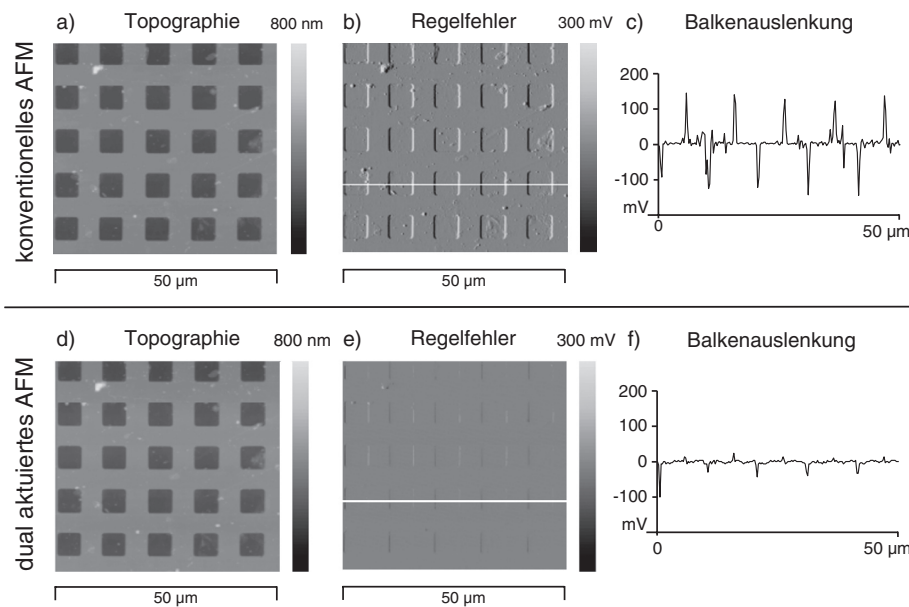 konventionelles AFM
a) Topographie 800 nm
50 µm
b) Regelfehler 300 mV
50 µm
c) Balkenauslenkung
200
100
0
-100
mV
0 50 µm
dual aktuiertes AFM
d) Topographie 800 nm
50 µm
e) Regelfehler 300 mV
50 µm
f) Balkenauslenkung
200
100
0
-100
mV
0 50 µm